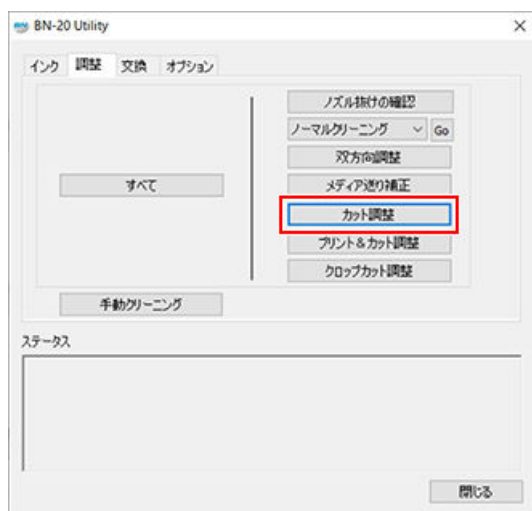 BN-20 Utility
インク 調整 交換 オプション
ノズル抜けの確認
ノーマルクリーニング Go
双方向調整
すべて
メディア送り補正
カット調整
プリント＆カット調整
クロップカット調整
手動クリーニング
ステータス
閉じる